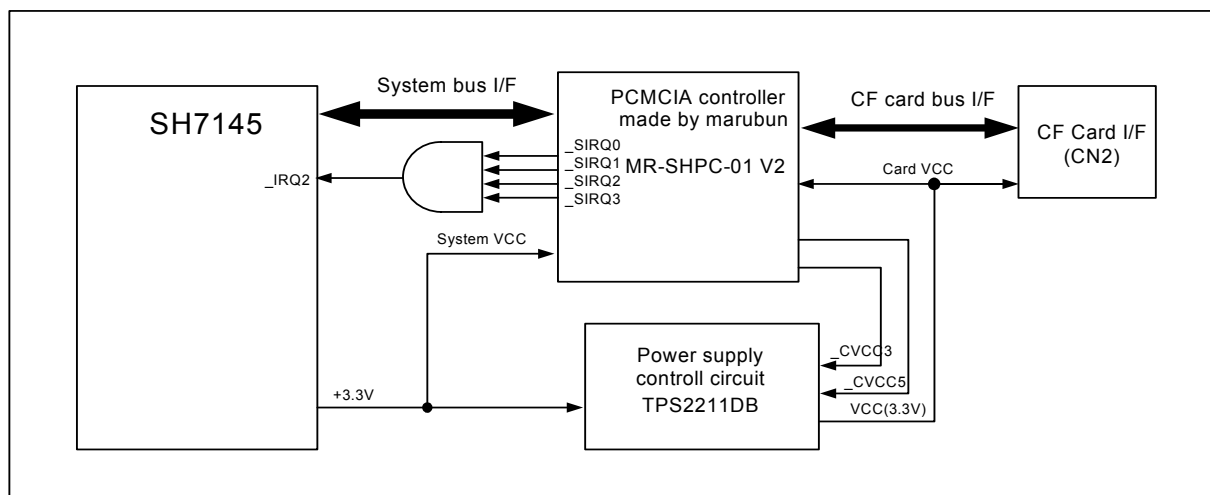 SH7145
System bus I/F
PCMCIA controller
made by marubun
MR-SHPC-01 V2
CF card bus I/F
CF Card I/F
(CN2)
_SIRQ0
_SIRQ1
_SIRQ2
_SIRQ3
_IRQ2
Card VCC
System VCC
Power supply
controll circuit
TPS2211DB
_CVCC3
_CVCC5
VCC(3.3V)
+3.3V